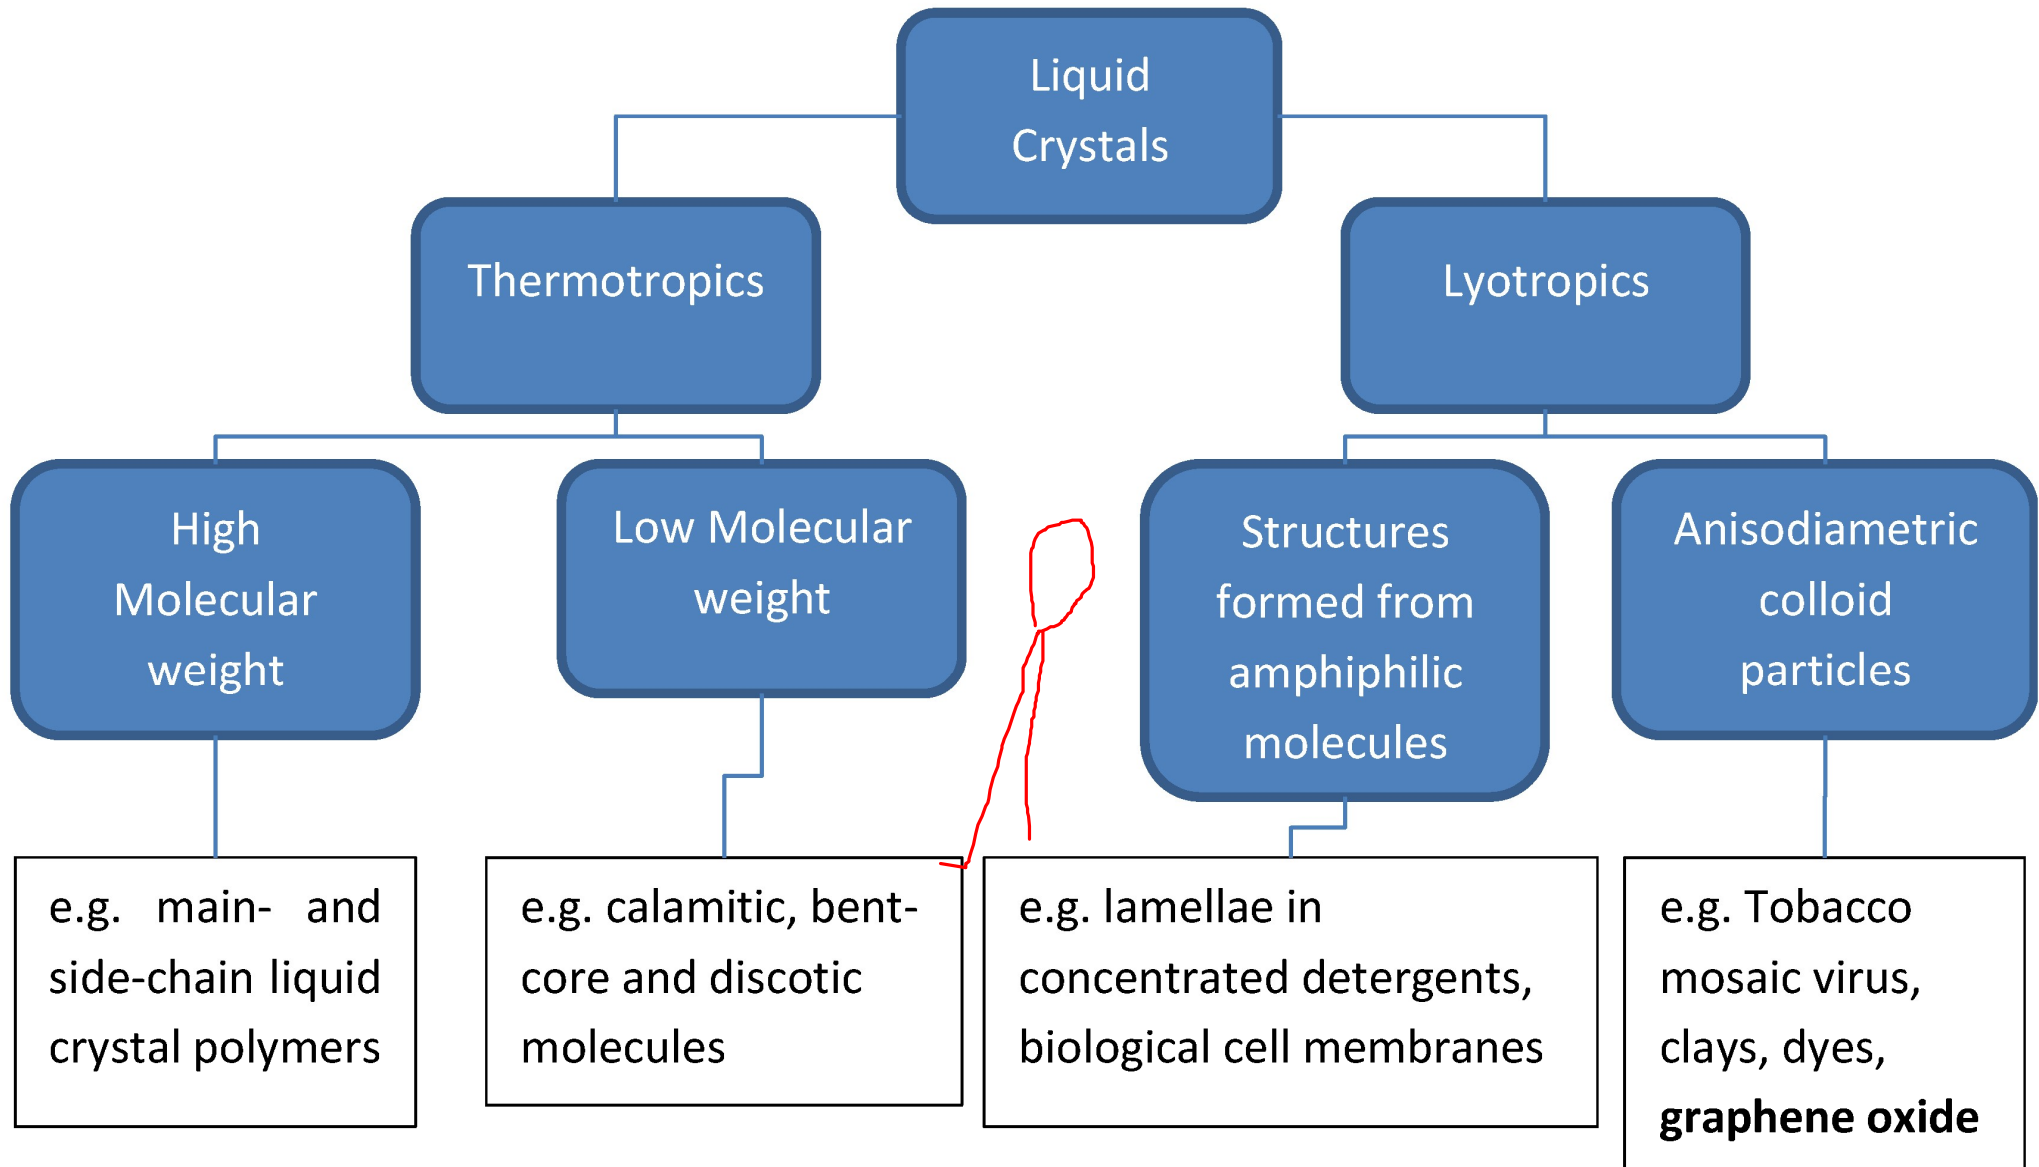 Liquid
Crystals
Thermotropics
Lyotropics
High
Molecular
weight
Low Molecular
weight
Structures
formed from
amphiphilic
molecules
Anisodiametric
colloid
particles
e.g. main- and
side-chain liquid
crystal polymers
e.g. calamitic, bent-
core and discotic
molecules
e.g. lamellae in
concentrated detergents,
biological cell membranes
e.g. Tobacco
mosaic virus,
clays, dyes,
graphene oxide